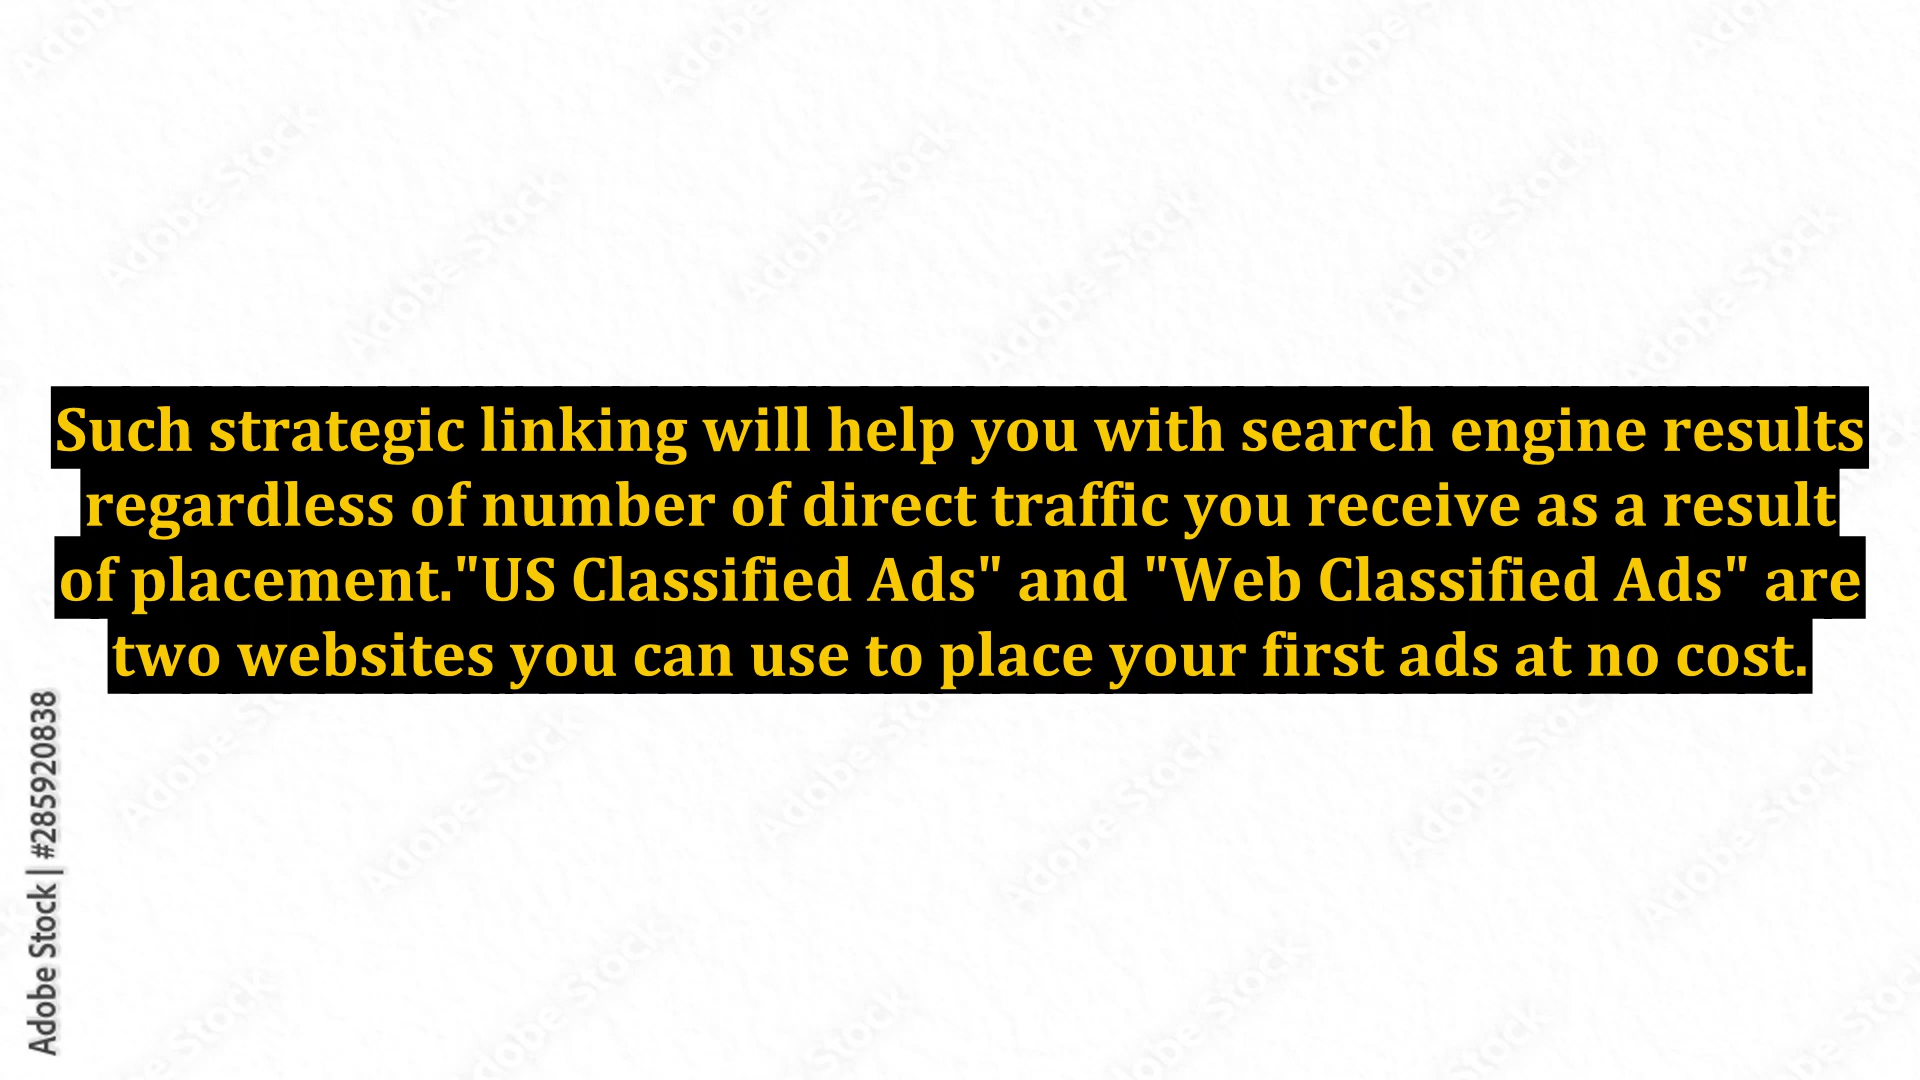 Such strategic linking will help you with search engine results
regardless of number of direct traffic you receive as a result
of placement."US Classified Ads" and "Web Classified Ads" are
two websites you can use to place your first ads at no cost.
Adobe Stock | #285920838